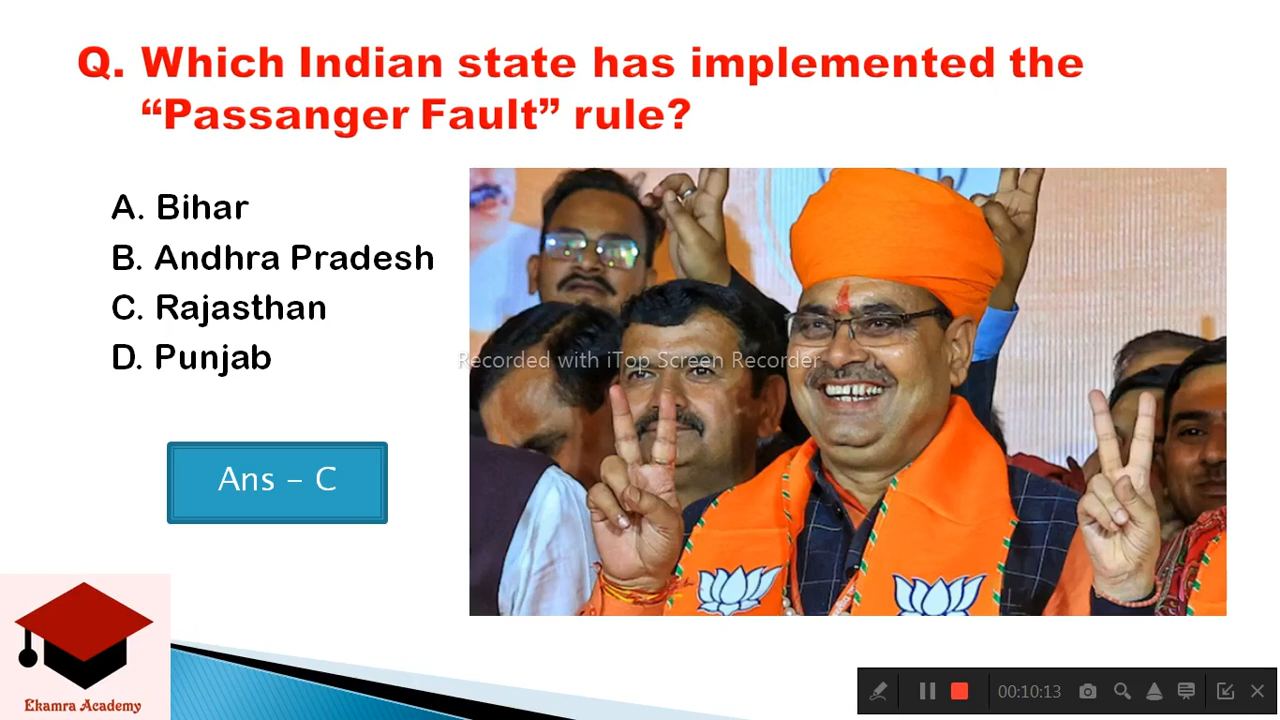 Q. Which Indian state has implemented the
“Passanger Fault” rule?
A. Bihar
B. Andhra Pradesh
C. Rajasthan
D. Punjab
Recorded with iTop Screen Recorder
Ans – C
Ekamra Academy
00:10:13